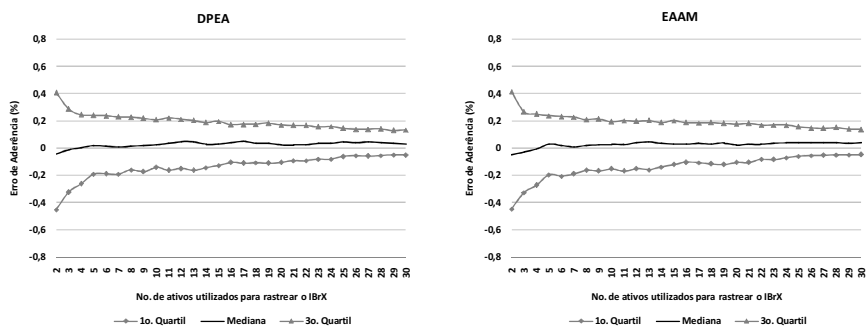 DPEA
0,8
0,6
0,4
0,2
0
-0,2
-0,4
-0,6
-0,8
Erro de Aderência (%)
2 3 4 5 6 7 8 9 10 11 12 13 14 15 16 17 18 19 20 21 22 23 24 25 26 27 28 29 30
No. de ativos utilizados para rastrear o IBrX
1o. Quartil Mediana 3o. Quartil
EAAM
0,8
0,6
0,4
0,2
0
-0,2
-0,4
-0,6
-0,8
Erro de Aderência (%)
2 3 4 5 6 7 8 9 10 11 12 13 14 15 16 17 18 19 20 21 22 23 24 25 26 27 28 29 30
No. de ativos utilizados para rastrear o IBrX
1o. Quartil Mediana 3o. Quartil